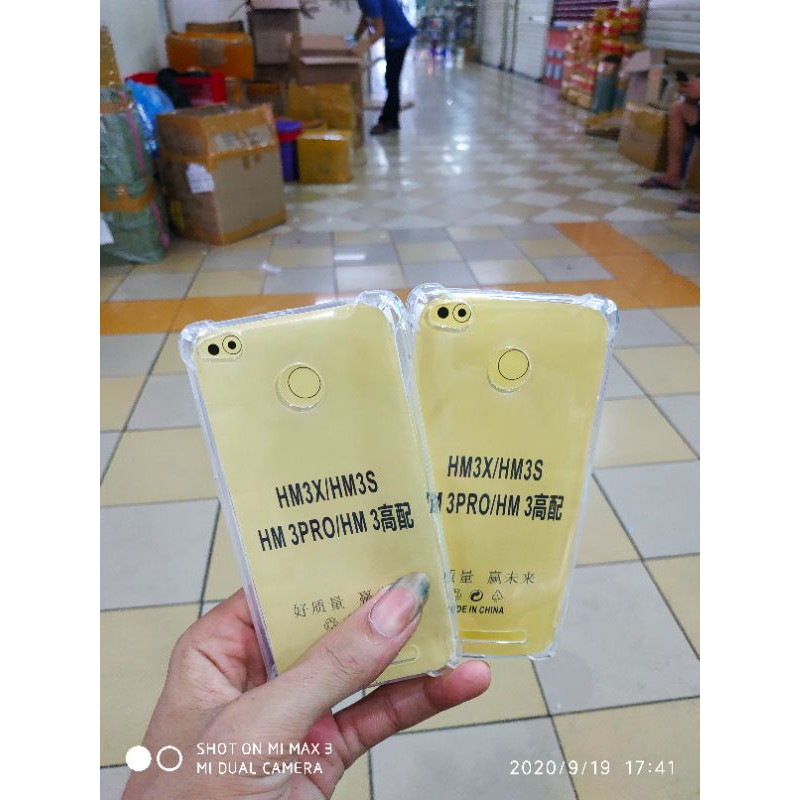 HM3X/HM3S
HM 3PRO/HM 3高配
好质量 赢
HM3X/HM3S
M 3PRO/HM 3高配
质量 赢未来
DE IN CHINA
SHOT ON MI MAX 3
MI DUAL CAMERA
2020/9/19 17:41